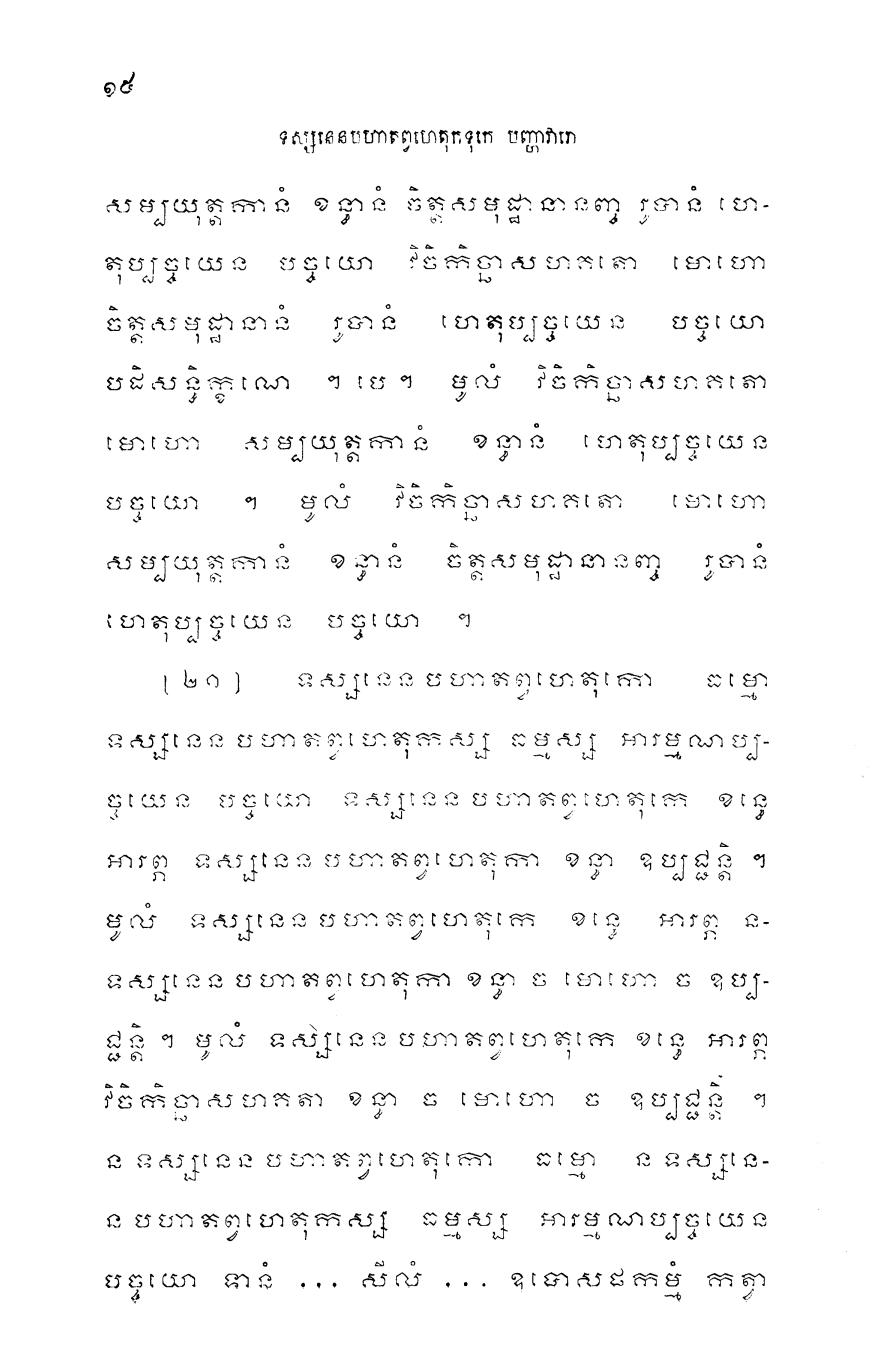 ១៩
ទស្សនេនបហាតព្វហេតុកទុកេ បញ្ហាវារោ
សម្បយុត្តកានំ ខន្ធានំ ចិត្តសមុដ្ឋានានញ្ច រូបានំ ហេ-
តុប្បច្ចយេន បច្ចយោ វិចិកិច្ឆាសហគតោ មោហោ
ចិត្តសមុដ្ឋានានំ រូបានំ ហេតុប្បច្ចយេន បច្ចយោ
បដិសន្ធិក្ខណេ ។ បេ ។ មូលំ វិចិកិច្ឆាសហគតោ
មោហោ សម្បយុត្តកានំ ខន្ធានំ ហេតុប្បច្ចយេន
បច្ចយោ ។ មូលំ វិចិកិច្ឆាសហគតោ មោហោ
សម្បយុត្តកានំ ខន្ធានំ ចិត្តសមុដ្ឋានានញ្ច រូបានំ
ហេតុប្បច្ចយេន បច្ចយោ ។
[ ២១ ] ទស្សនេនបហាតព្វហេតុកោ ធម្មោ
ទស្សនេនបហាតព្វហេតុកស្ស ធម្មស្ស អារម្មណប្ប-
ច្ចយេន បច្ចយោ ទស្សនេនបហាតព្វហេតុកេ ខន្ធេ
អារព្ភ ទស្សនេនបហាតព្វហេតុកា ខន្ធា ឧប្បជ្ជន្តិ ។
មូលំ ទស្សនេនបហាតព្វហេតុកេ ខន្ធេ អារព្ភ ន-
ទស្សនេនបហាតព្វហេតុកា ខន្ធា ច មោហោ ច ឧប្ប-
ជ្ជន្តិ ។ មូលំ ទស្សនេនបហាតព្វហេតុកេ ខន្ធេ អារព្ភ
វិចិកិច្ឆាសហគតា ខន្ធា ច មោហោ ច ឧប្បជ្ជន្តិ ។
ន ទស្សនេនបហាតព្វហេតុកោ ធម្មោ ន ទស្សនេ-
នបហាតព្វហេតុកស្ស ធម្មស្ស អារម្មណប្បច្ចយេន
បច្ចយោ ទានំ ... សីលំ ... ឧបោសថកម្មំ កត្វា